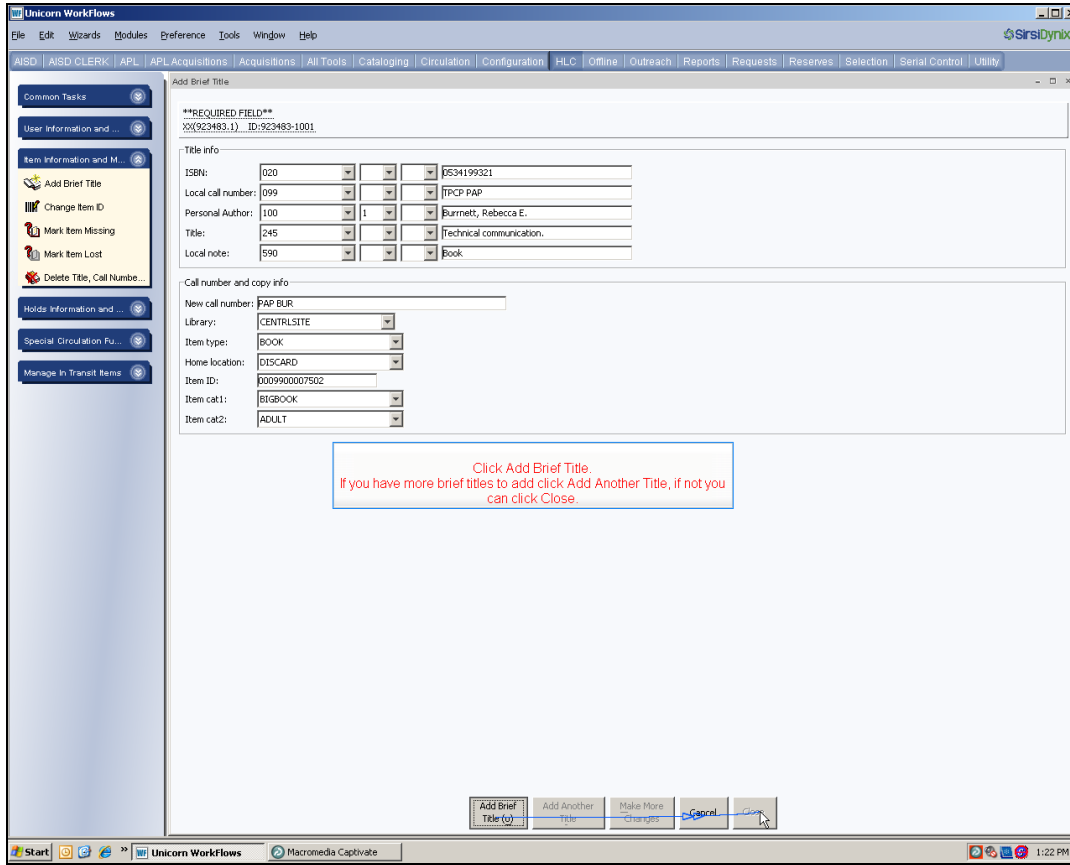 Unicorn WorkFlows
File Edit Wizards Modules Preference Tools Window Help
SirsiDynix
AISD AISD CLERK APL APL Acquisitions Acquisitions All Tools Cataloging Circulation Configuration HLC Offline Outreach Reports Requests Reserves Selection Serial Control Utility
Common Tasks
User Information and ...
Item Information and M...
Add Brief Title
Change Item ID
Mark Item Missing
Mark Item Lost
Delete Title, Call Numbe...
Holds Information and ...
Special Circulation Fu...
Manage In Transit Items
Add Brief Title
**REQUIRED FIELD**
XX(923483.1) ID:923483-1001
Title info
ISBN: 020 0534199321
Local call number: 099 TPCP PAP
Personal Author: 100 1 Burrnett, Rebecca E.
Title: 245 Technical communication.
Local note: 590 Book
Call number and copy info
New call number: PAP BUR
Library: CENTRLSITE
Item type: BOOK
Home location: DISCARD
Item ID: 0009900007502
Item cat1: BIGBOOK
Item cat2: ADULT
Click Add Brief Title.
If you have more brief titles to add click Add Another Title, if not you
can click Close.
Add Brief
Title (u)
Add Another
Title
Make More
Changes
Cancel
Close
Start » Unicorn WorkFlows Macromedia Captivate 1:22 PM